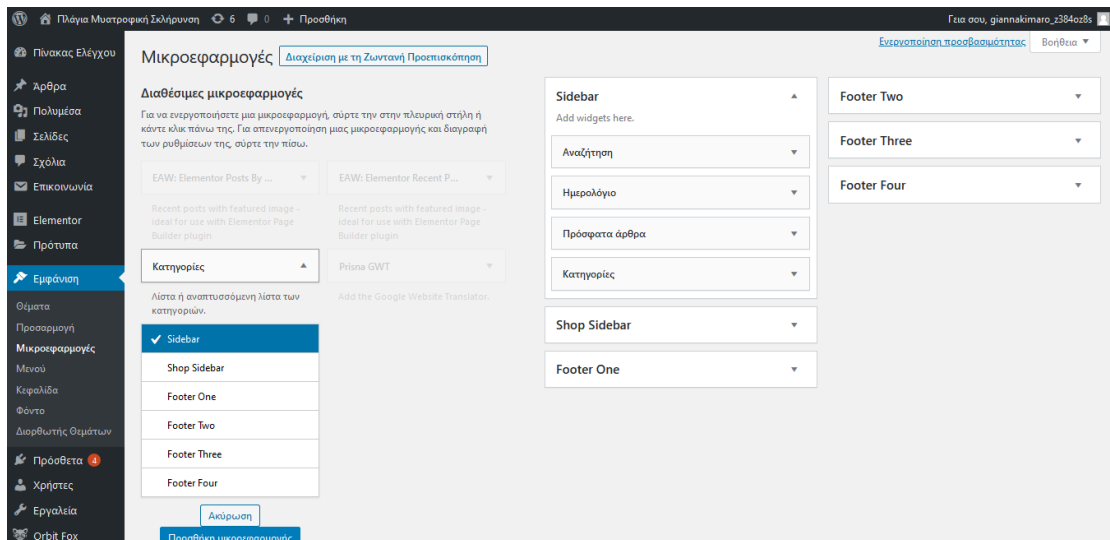 Πλάγια Μυατροφική Σκλήρυνση 6 0 + Προσθήκη
Γεια σου, giannakimaro_z384oz8s
Πίνακας Ελέγχου
Άρθρα
Πολυμέσα
Σελίδες
Σχόλια
Επικοινωνία
Elementor
Πρότυπα
Εμφάνιση
Θέματα
Προσαρμογή
Μικροεφαρμογές
Μενού
Κεφαλίδα
Φόντο
Διορθωτής Θεμάτων
Πρόσθετα 4
Χρήστες
Εργαλεία
Orbit Fox
Ενεργοποίηση προσβασιμότητας
Βοήθεια
Μικροεφαρμογές
Διαχείριση με τη Ζωντανή Προεπισκόπηση
Διαθέσιμες μικροεφαρμογές
Για να ενεργοποιήσετε μια μικροεφαρμογή, σύρτε την στην πλευρική στήλη ή
κάντε κλικ πάνω της. Για απενεργοποίηση μιας μικροεφαρμογής και διαγραφή
των ρυθμίσεων της, σύρτε την πίσω.
EAW: Elementor Posts By ...
Recent posts with featured image -
ideal for use with Elementor Page
Builder plugin
EAW: Elementor Recent P...
Recent posts with featured image -
ideal for use with Elementor Page
Builder plugin
Κατηγορίες
Λίστα ή αναπτυσσόμενη λίστα των
κατηγοριών.
Prisna GWT
Add the Google Website Translator.
Sidebar
Shop Sidebar
Footer One
Footer Two
Footer Three
Footer Four
Ακύρωση
Προσθήκη μικροεφαρμογής
Sidebar
Add widgets here.
Αναζήτηση
Ημερολόγιο
Πρόσφατα άρθρα
Κατηγορίες
Shop Sidebar
Footer One
Footer Two
Footer Three
Footer Four